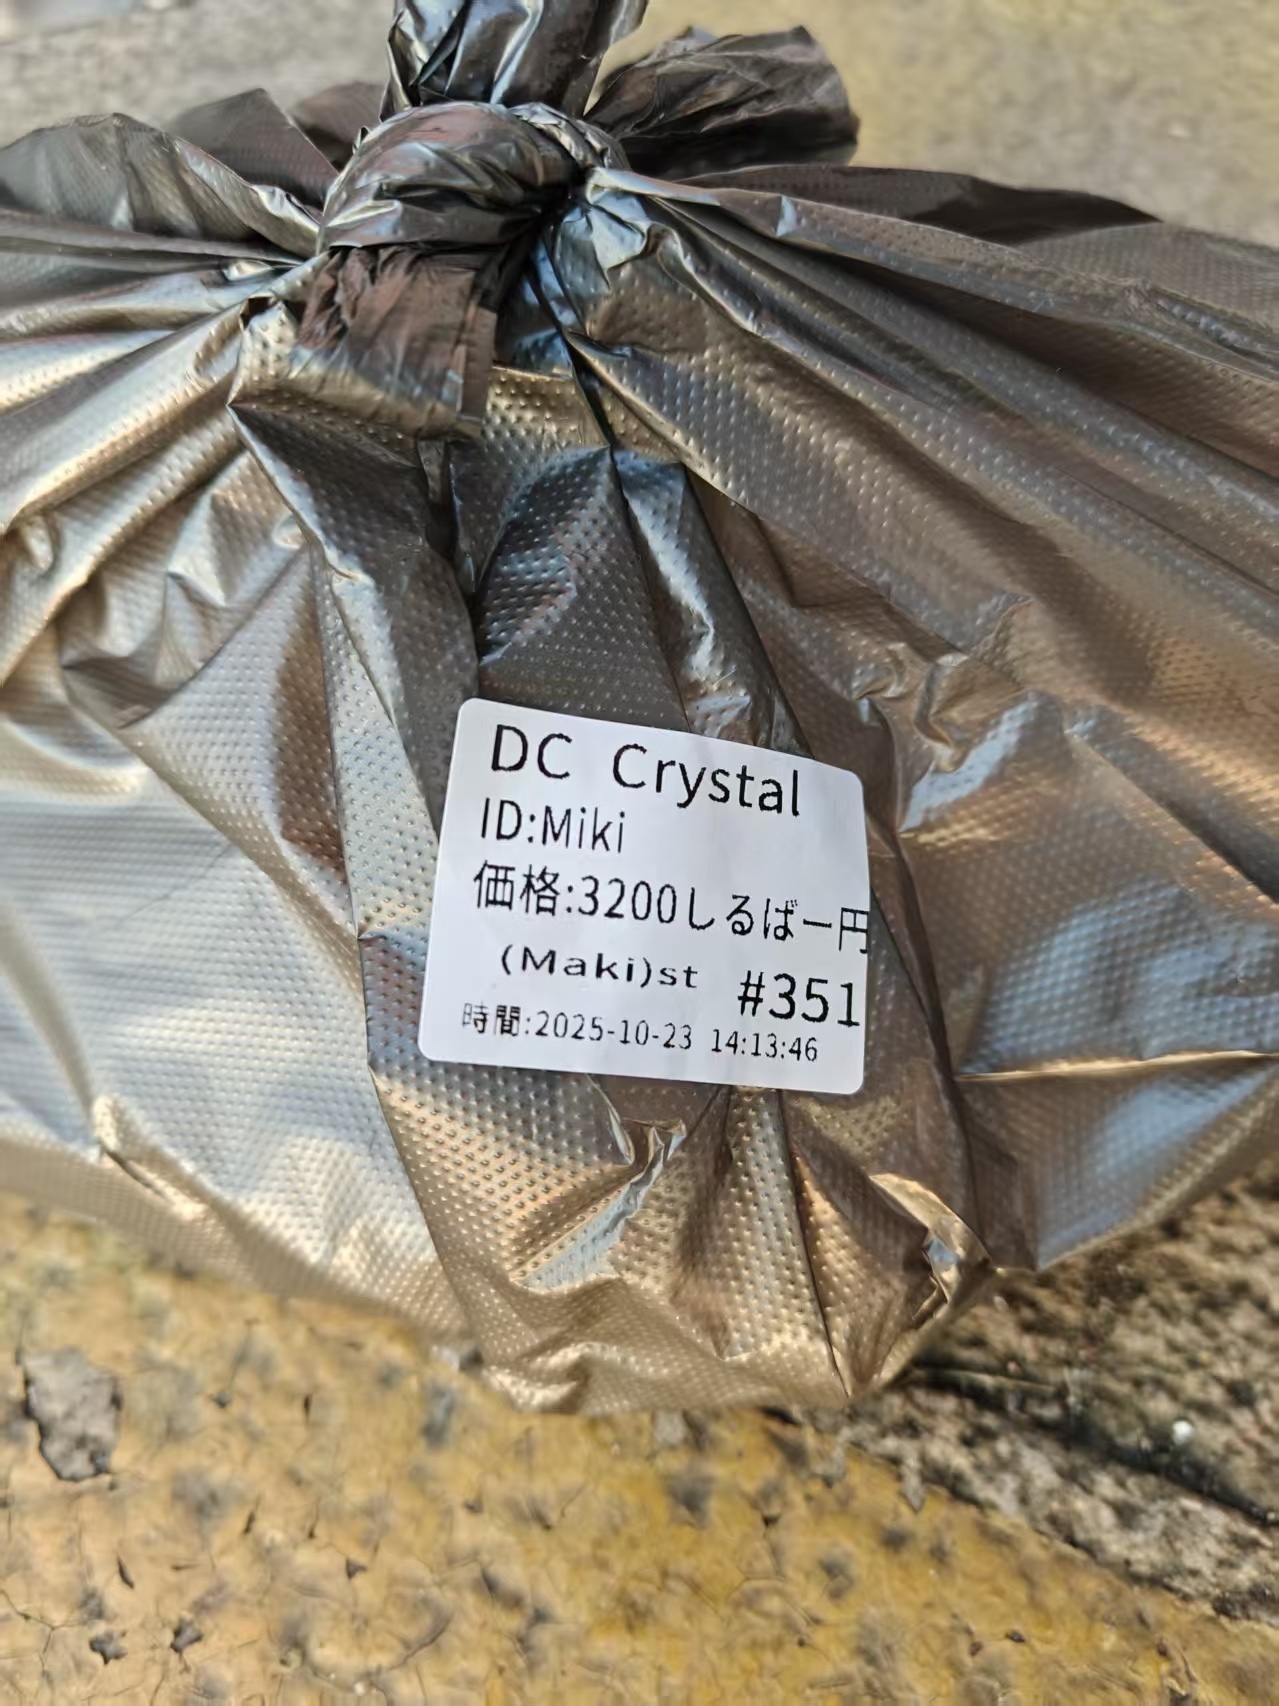 DC Crystal
ID:Miki
価格:3200しるばー円
(Maki)st #351
時間:2025-10-23 14:13:46